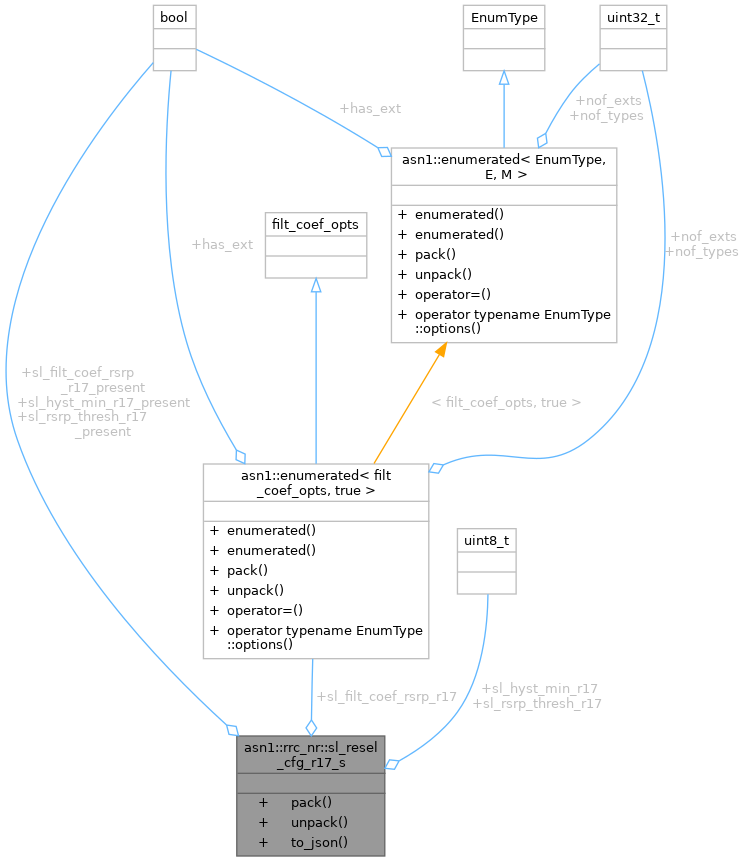 bool
EnumType
uint32_t
+has_ext
+nof_exts
+nof_types
asn1::enumerated< EnumType,
E, M >
+ enumerated()
+ enumerated()
+ pack()
+ unpack()
+ operator=()
+ operator typename EnumType
::options()
filt_coef_opts
+has_ext
+nof_exts
+nof_types
+sl_filt_coef_rsrp
_r17_present
+sl_hyst_min_r17_present
+sl_rsrp_thresh_r17
_present
< filt_coef_opts, true >
asn1::enumerated< filt
_coef_opts, true >
+ enumerated()
+ enumerated()
+ pack()
+ unpack()
+ operator=()
+ operator typename EnumType
::options()
uint8_t
+sl_filt_coef_rsrp_r17
+sl_hyst_min_r17
+sl_rsrp_thresh_r17
asn1::rrc_nr::sl_resel
_cfg_r17_s
+ pack()
+ unpack()
+ to_json()